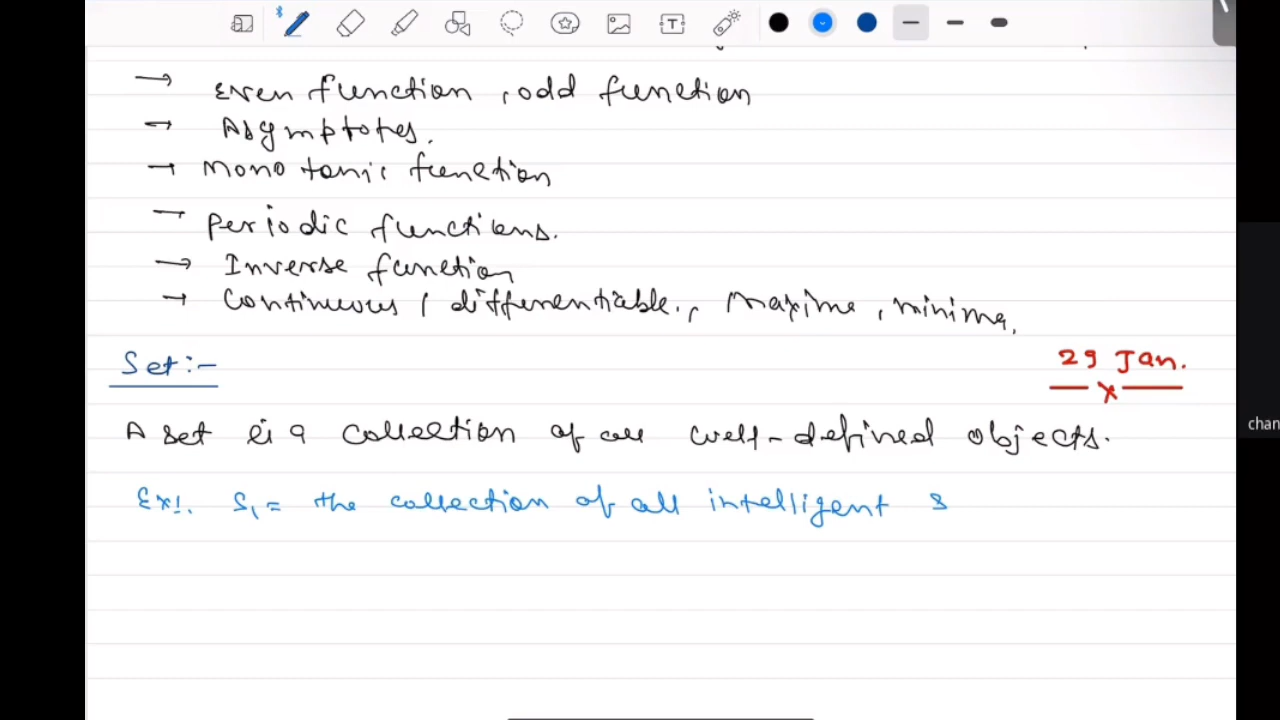 → Even function, odd function
→ Asymptotes.
→ Monotonic function
→ Periodic functions.
→ Inverse function
→ Continuous, differentiable, Maxima, minima.
Set:-
29 Jan.
A set is a collection of all well-defined objects.
Ex1. S1 = the collection of all intelligent s
chan